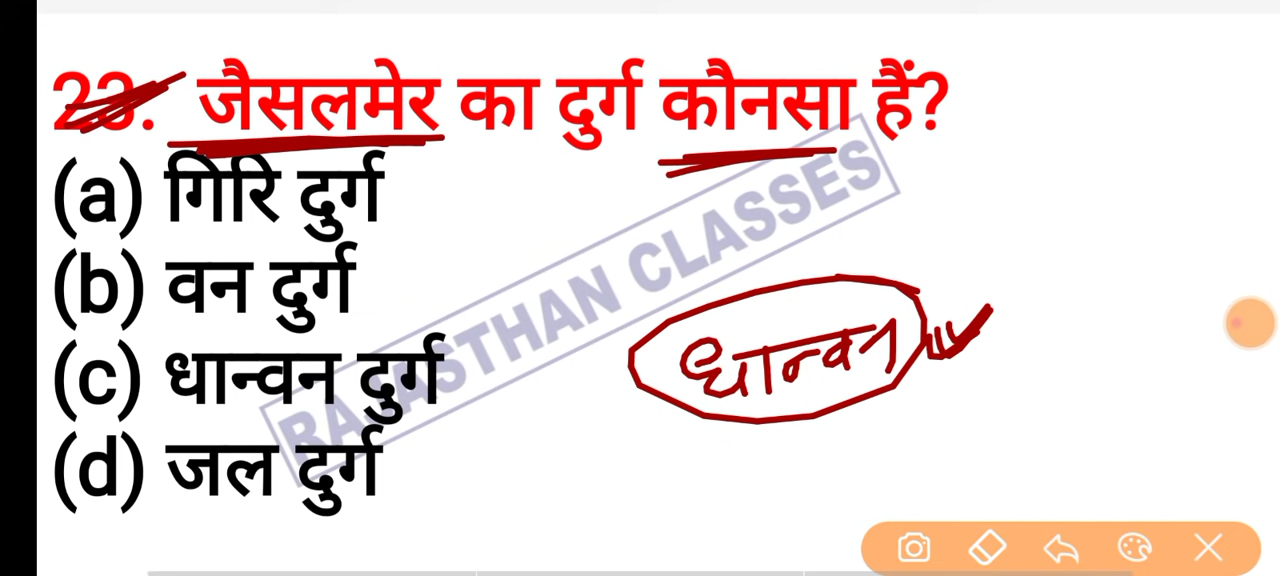 23. जैसलमेर का दुर्ग कौनसा हैं?
(a) गिरि दुर्ग
(b) वन दुर्ग
(c) धान्वन दुर्ग
(d) जल दुर्ग
धान्वन
RAJASTHAN CLASSES